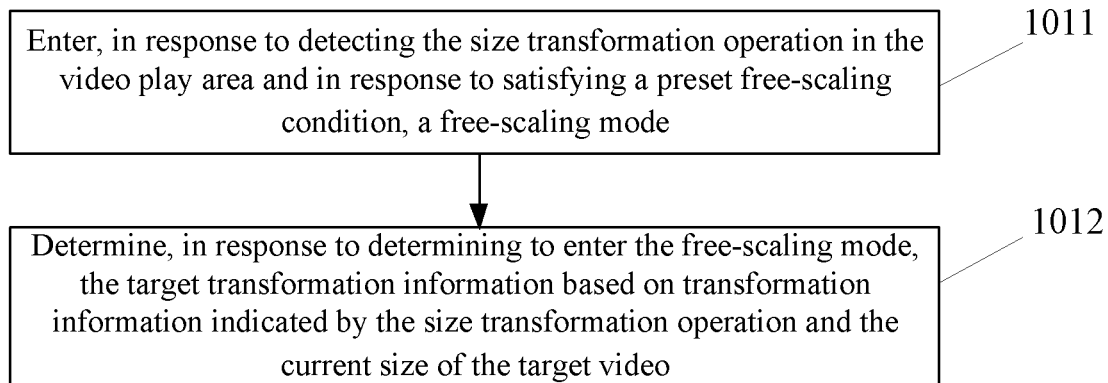 Enter, in response to detecting the size transformation operation in the
video play area and in response to satisfying a preset free-scaling
condition, a free-scaling mode
1011
Determine, in response to determining to enter the free-scaling mode,
the target transformation information based on transformation
information indicated by the size transformation operation and the
current size of the target video
1012